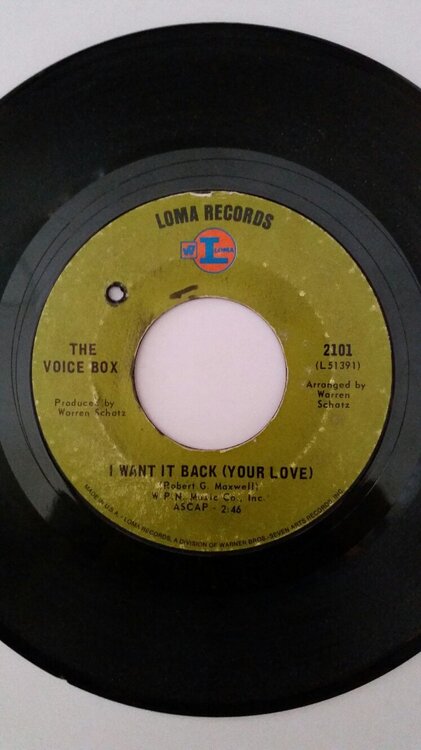 LOMA RECORDS
W
L
LOMA
THE
VOICE BOX
2101
(L51391)
Produced by
Warren Schatz
Arranged by
Warren
Schatz
I WANT IT BACK (YOUR LOVE)
(Robert G. Maxwell)
W.P.N. Music Co., Inc.
ASCAP - 2:46
MADE IN U.S.A. • LOMA RECORDS, A DIVISION OF WARNER BROS.-SEVEN ARTS RECORDS, INC.